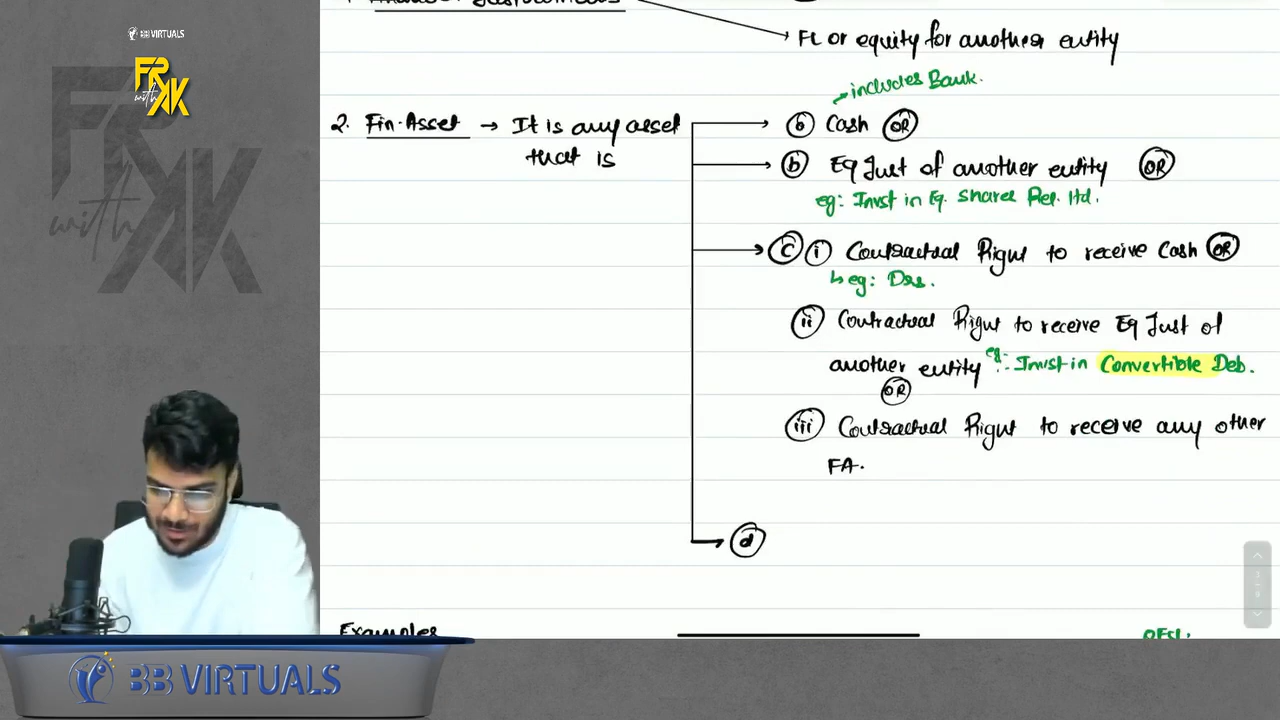 BB VIRTUALS
FR
with
AK
FL or equity for another entity
includes Bank.
2. Fin. Asset → It is any asset
that is
b Cash OR
b Eq Inst of another entity OR
eg: Invst in Eq. Shares Rel. ltd.
c i Contractual Right to receive Cash OR
eg: Drs.
ii Contractual Right to receive Eq Inst of
another entity eg:- Invst in Convertible Deb.
OR
iii Contractual Right to receive any other
FA.
d
Examples
BB VIRTUALS